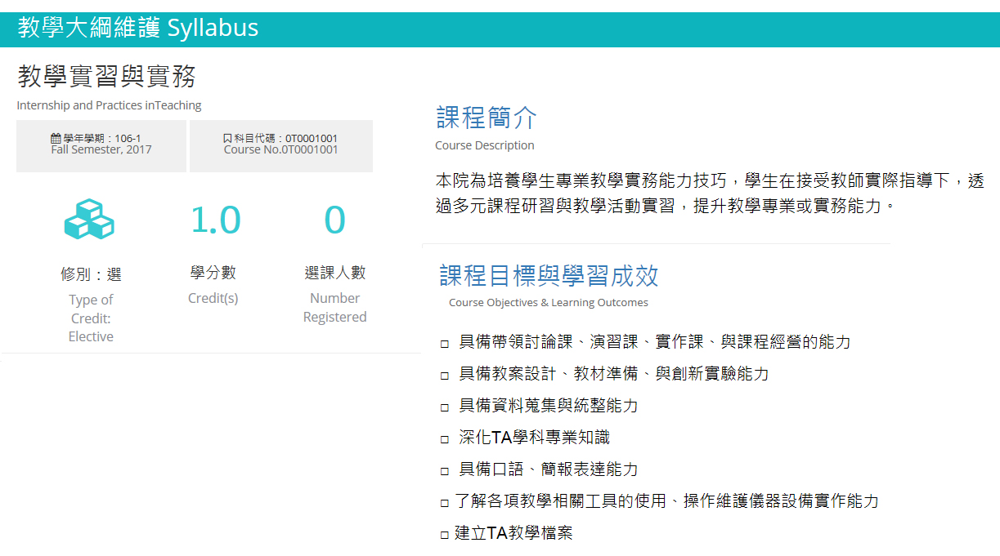 教學大綱維護 Syllabus
教學實習與實務
Internship and Practices inTeaching
學年學期：106-1
Fall Semester, 2017
科目代碼：0T0001001
Course No.0T0001001
1.0
0
修別：選
Type of
Credit:
Elective
學分數
Credit(s)
選課人數
Number
Registered
課程簡介
Course Description
本院為培養學生專業教學實務能力技巧，學生在接受教師實際指導下，透
過多元課程研習與教學活動實習，提升教學專業或實務能力。
課程目標與學習成效
Course Objectives & Learning Outcomes
□ 具備帶領討論課、演習課、實作課、與課程經營的能力
□ 具備教案設計、教材準備、與創新實驗能力
□ 具備資料蒐集與統整能力
□ 深化TA學科專業知識
□ 具備口語、簡報表達能力
□ 了解各項教學相關工具的使用、操作維護儀器設備實作能力
□ 建立TA教學檔案